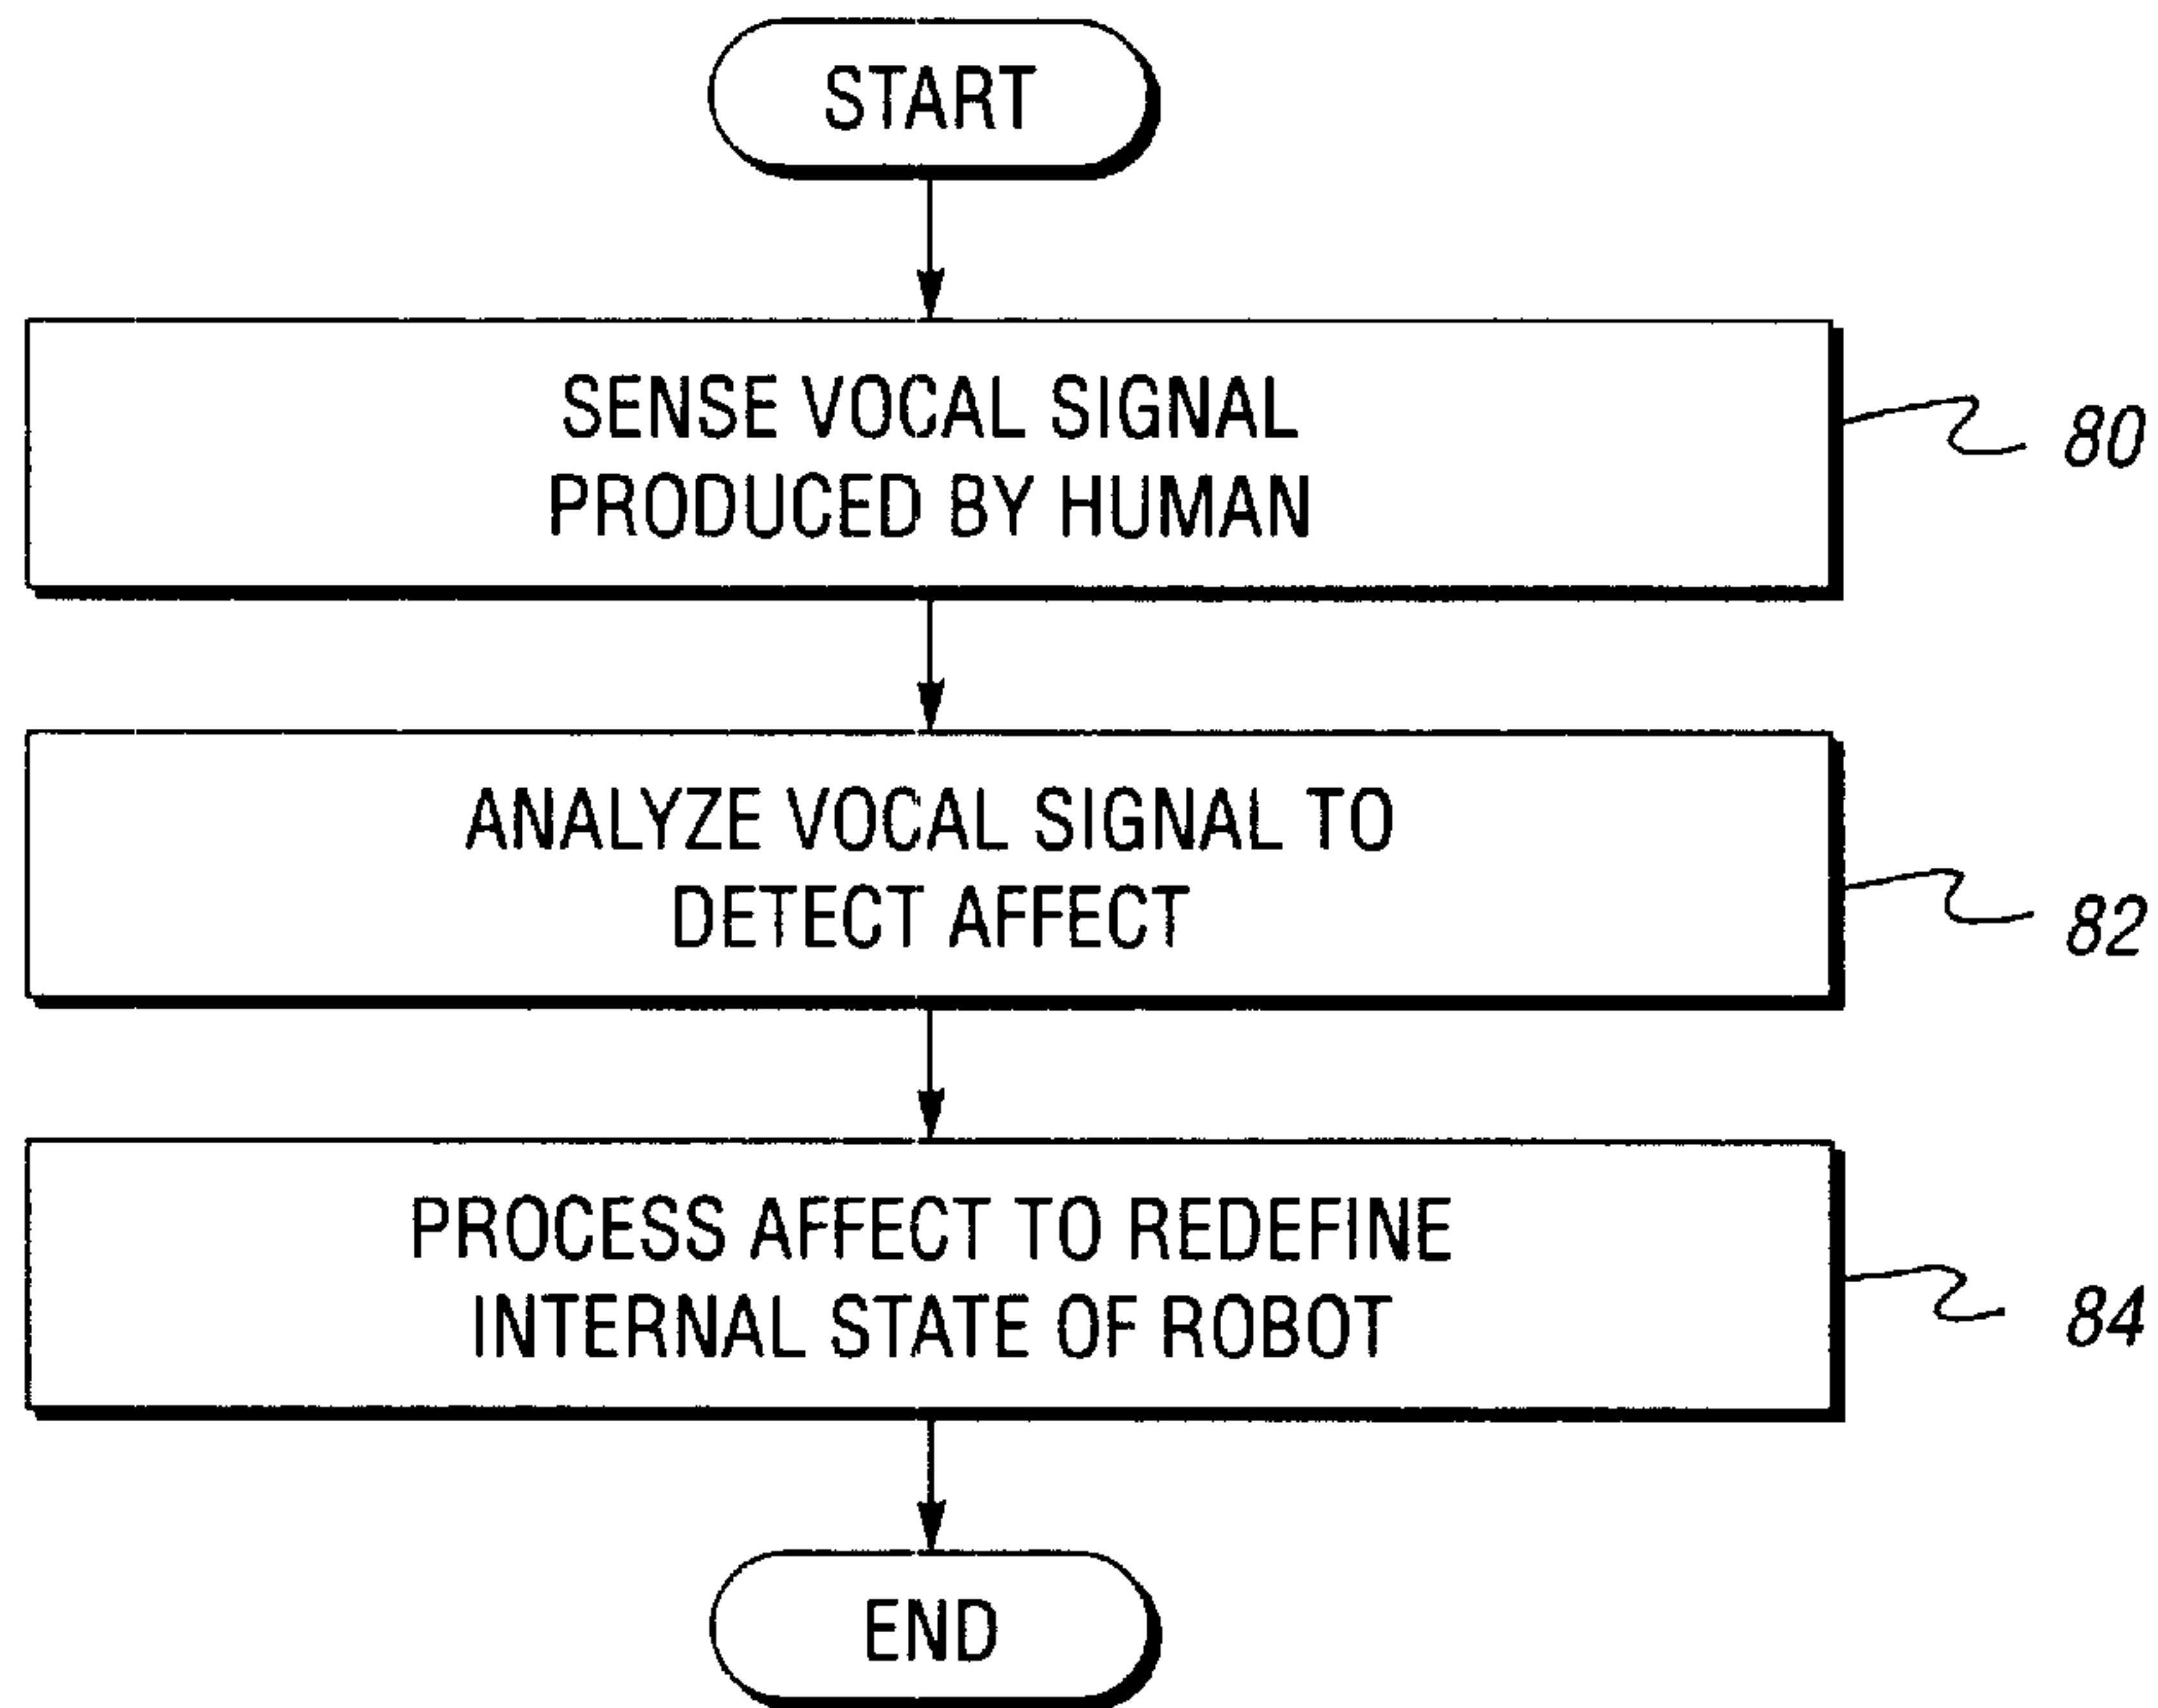 START
SENSE VOCAL SIGNAL
PRODUCED BY HUMAN
80
ANALYZE VOCAL SIGNAL TO
DETECT AFFECT
82
PROCESS AFFECT TO REDEFINE
INTERNAL STATE OF ROBOT
84
END